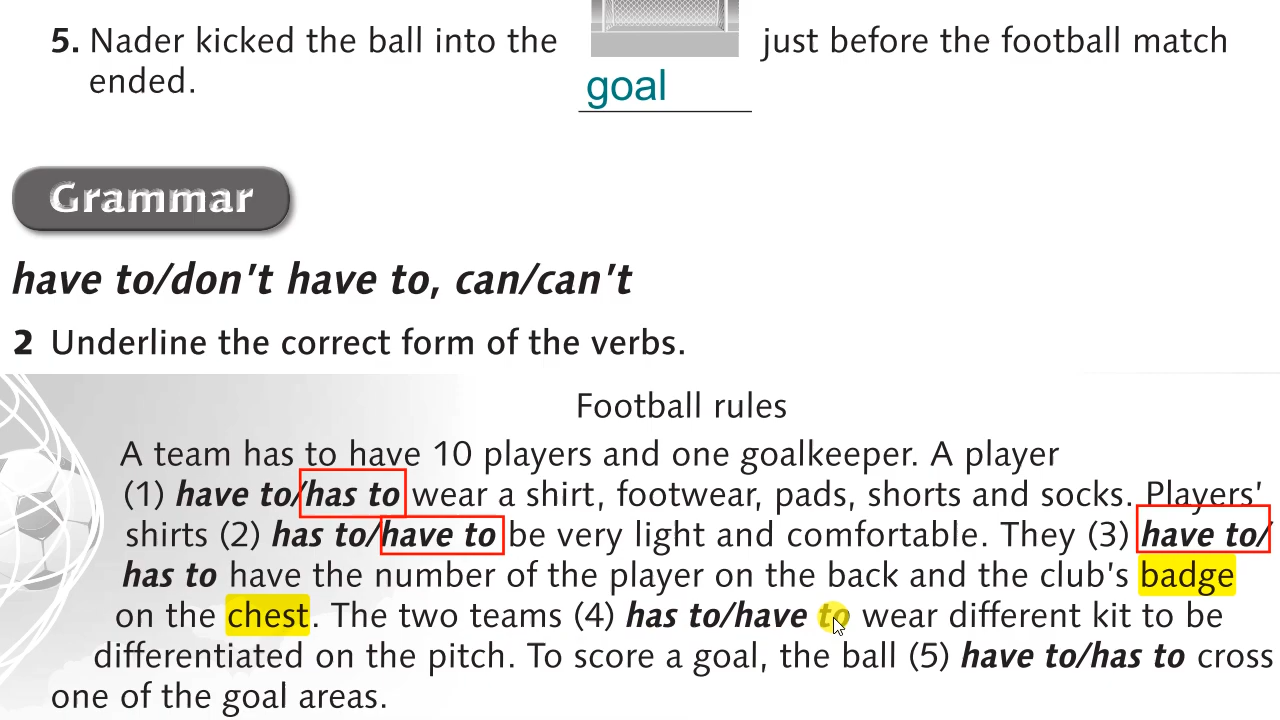 5. Nader kicked the ball into the just before the football match
ended.
goal
Grammar
have to/don't have to, can/can't
2 Underline the correct form of the verbs.
Football rules
A team has to have 10 players and one goalkeeper. A player
(1) have to/has to wear a shirt, footwear, pads, shorts and socks. Players'
shirts (2) has to/have to be very light and comfortable. They (3) have to/
has to have the number of the player on the back and the club's badge
on the chest. The two teams (4) has to/have to wear different kit to be
differentiated on the pitch. To score a goal, the ball (5) have to/has to cross
one of the goal areas.